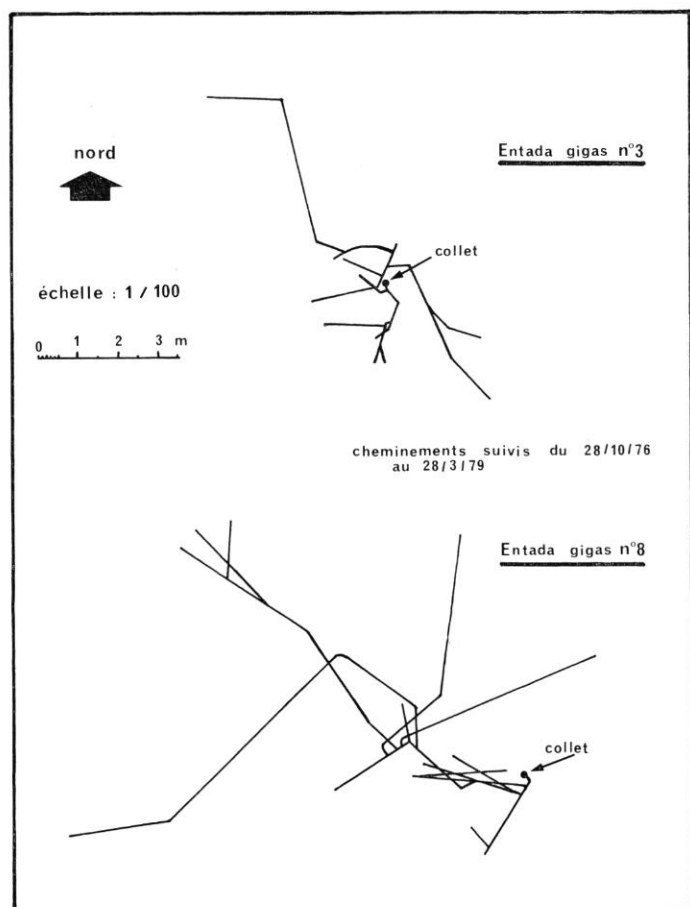 nord
Entada gigas n°3
collet
échelle : 1 / 100
0 1 2 3 m
cheminements suivis du 28/10/76
au 28/3/79
Entada gigas n°8
collet